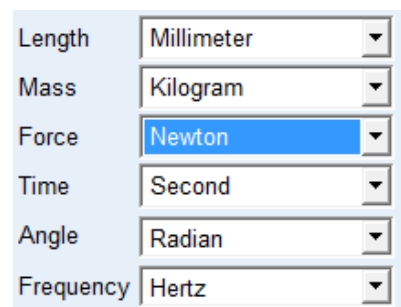 Length Millimeter
Mass Kilogram
Force Newton
Time Second
Angle Radian
Frequency Hertz